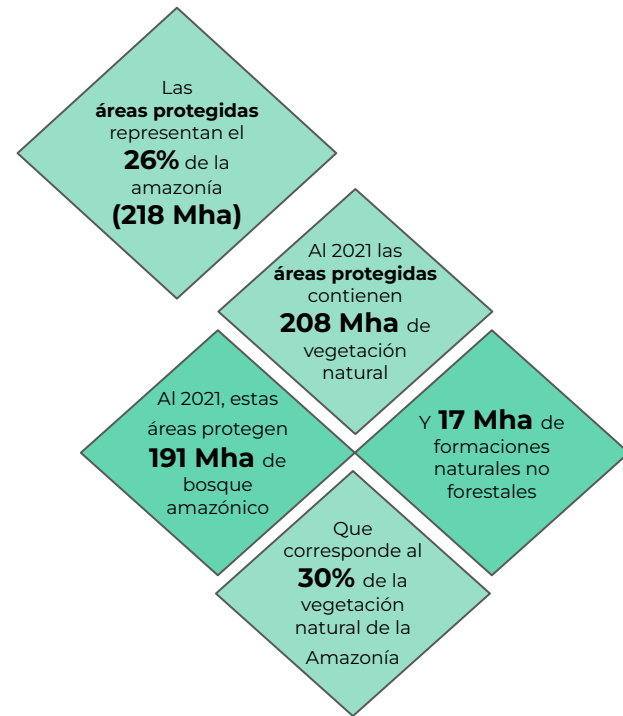 Las
áreas protegidas
representan el
26% de la
amazonía
(218 Mha)
Al 2021 las
áreas protegidas
contienen
208 Mha de
vegetación
natural
Al 2021, estas
áreas protegen
191 Mha de
bosque
amazónico
Y 17 Mha de
formaciones
naturales no
forestales
Que
corresponde al
30% de la
vegetación
natural de la
Amazonía